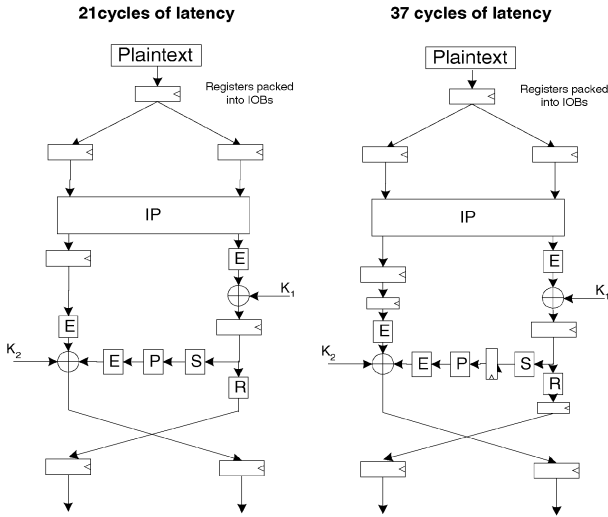 21cycles of latency
Plaintext
Registers packed
into IOBs
IP
E
K1
E
K2
E
P
S
R
37 cycles of latency
Plaintext
Registers packed
into IOBs
IP
E
K1
E
K2
E
P
S
R